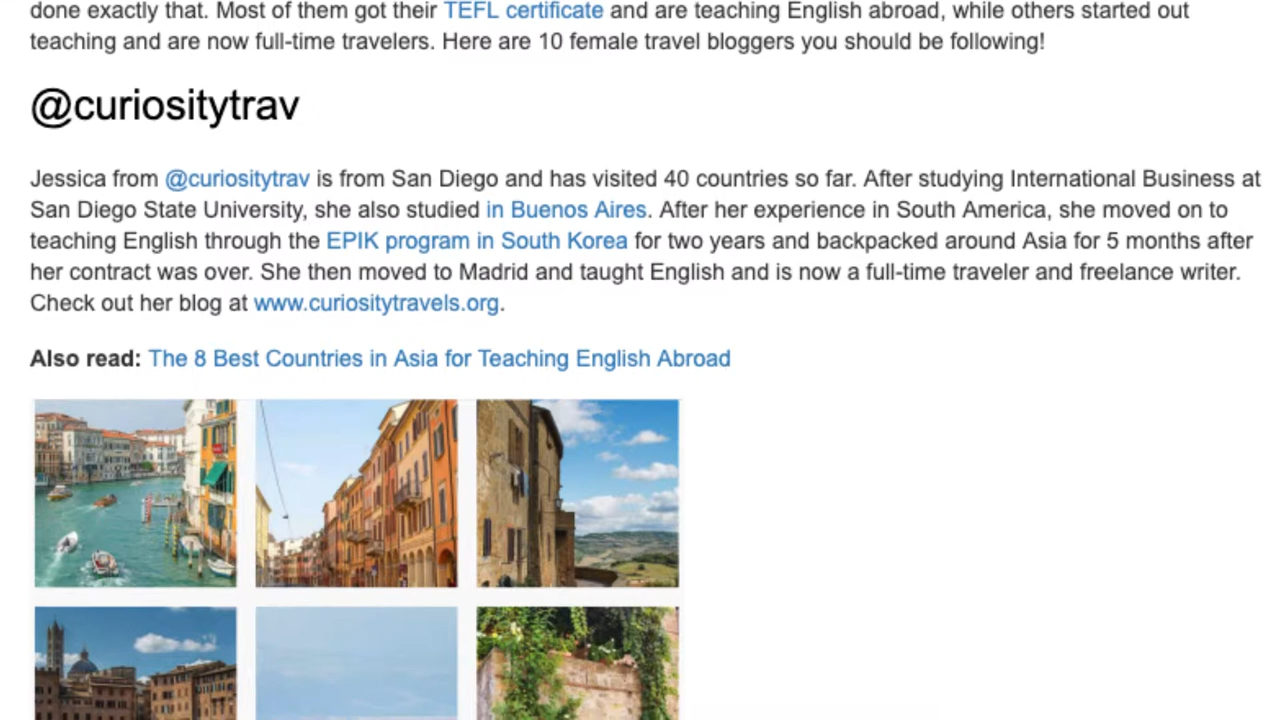 done exactly that. Most of them got their TEFL certificate and are teaching English abroad, while others started out
teaching and are now full-time travelers. Here are 10 female travel bloggers you should be following!
@curiositytrav
Jessica from @curiositytrav is from San Diego and has visited 40 countries so far. After studying International Business at
San Diego State University, she also studied in Buenos Aires. After her experience in South America, she moved on to
teaching English through the EPIK program in South Korea for two years and backpacked around Asia for 5 months after
her contract was over. She then moved to Madrid and taught English and is now a full-time traveler and freelance writer.
Check out her blog at www.curiositytravels.org.
Also read: The 8 Best Countries in Asia for Teaching English Abroad